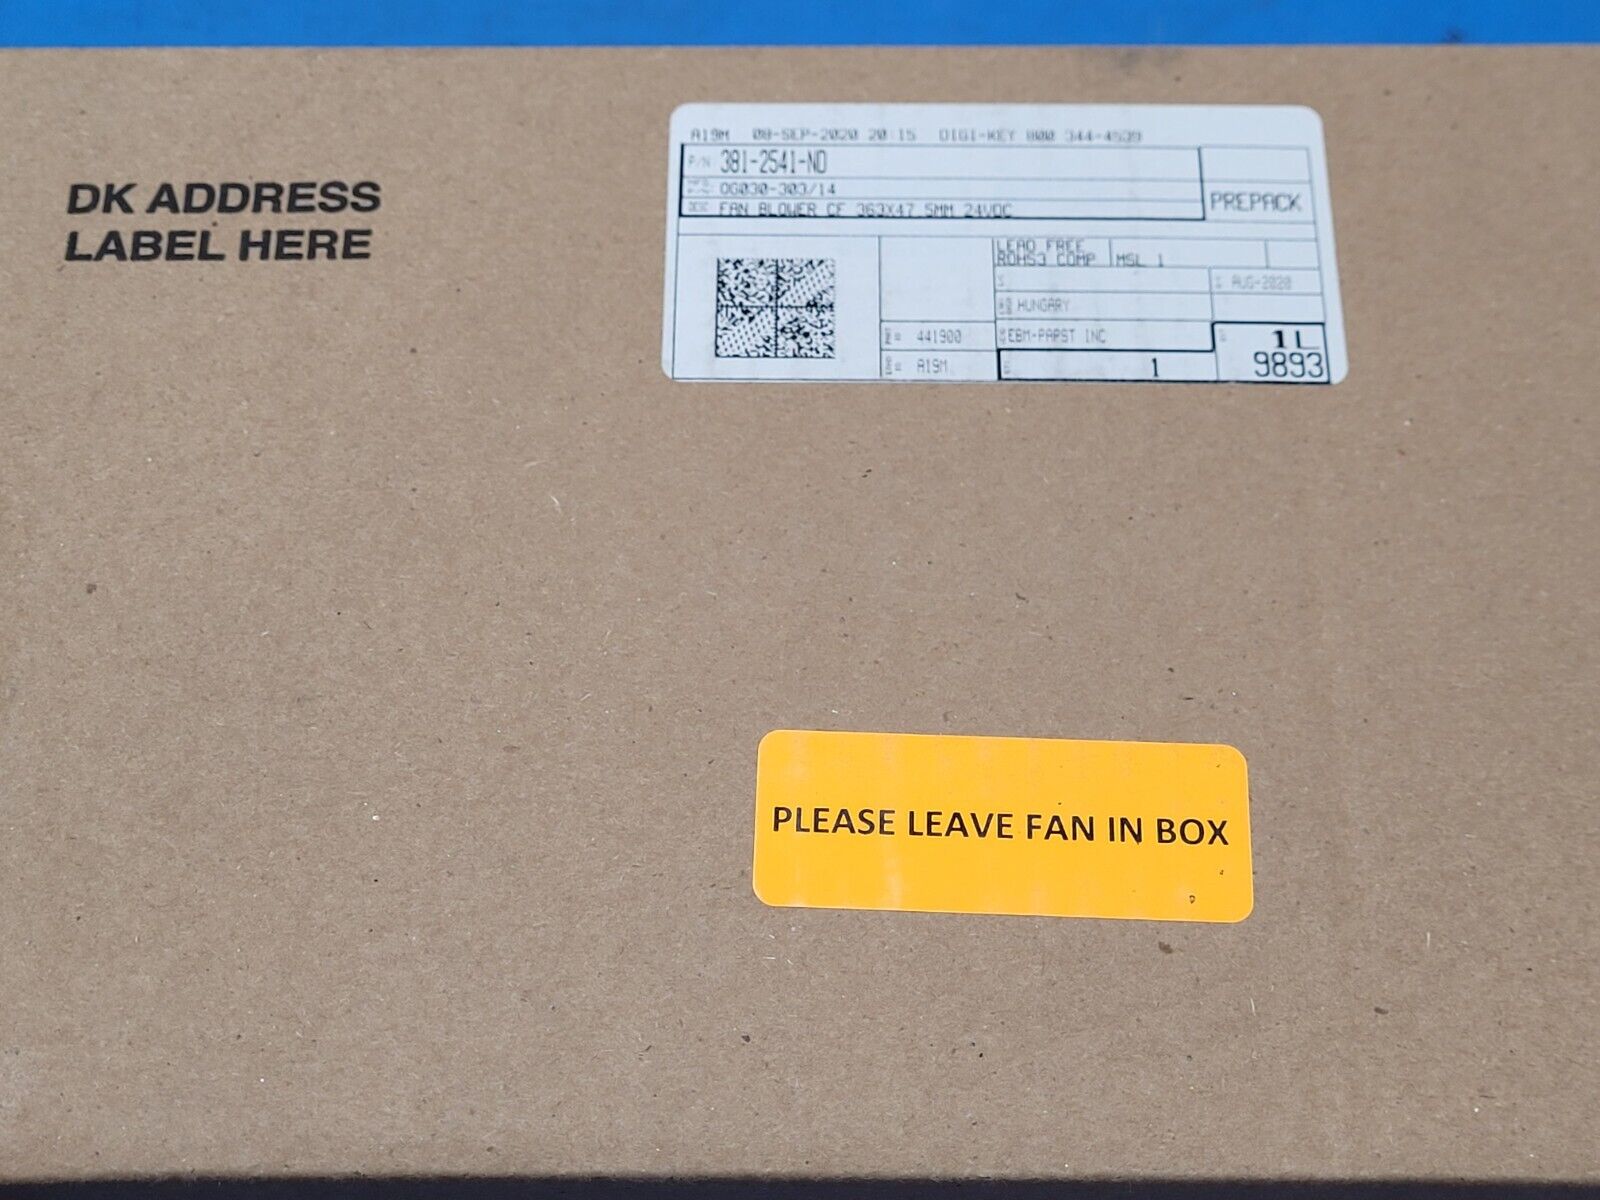 DK ADDRESS
LABEL HERE
A19M 08-SEP-2020 20:15 DIGI-KEY 800 344-4539
P/N: 381-2541-ND
MFG P/N: OG030-303/14
DESC: FAN BLOWER CF 363X47.5MM 24VDC
PREPACK
LEAD FREE
ROHS3 COMP
MSL 1
AUG-2020
HUNGARY
441900
EBM-PAPST INC
1L
A19M
1
9893
PLEASE LEAVE FAN IN BOX